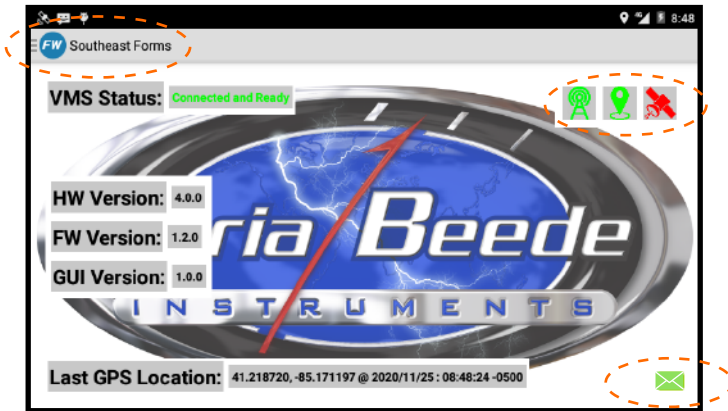 8:48
FW Southeast Forms
VMS Status: Connected and Ready
HW Version: 4.0.0
FW Version: 1.2.0
GUI Version: 1.0.0
ria Beede
INSTRUMENTS
Last GPS Location: 41.218720, -85.171197 @ 2020/11/25 : 08:48:24 -0500